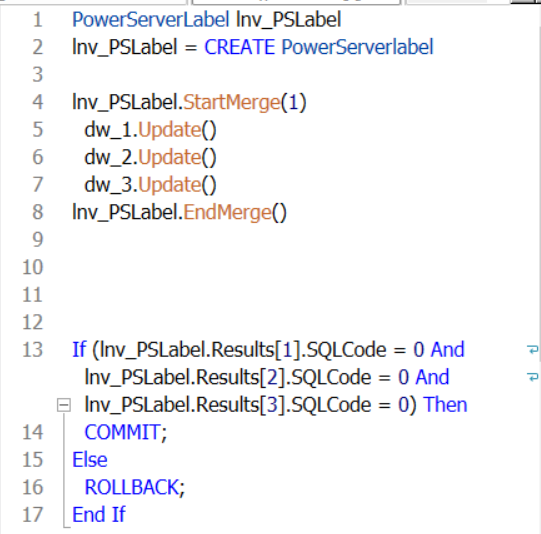 1 PowerServerLabel lnv_PSLabel
2 lnv_PSLabel = CREATE PowerServerlabel
3
4 lnv_PSLabel.StartMerge(1)
5 dw_1.Update()
6 dw_2.Update()
7 dw_3.Update()
8 lnv_PSLabel.EndMerge()
9
10
11
12
13 If (lnv_PSLabel.Results[1].SQLCode = 0 And
lnv_PSLabel.Results[2].SQLCode = 0 And
lnv_PSLabel.Results[3].SQLCode = 0) Then
14 COMMIT;
15 Else
16 ROLLBACK;
17 End If